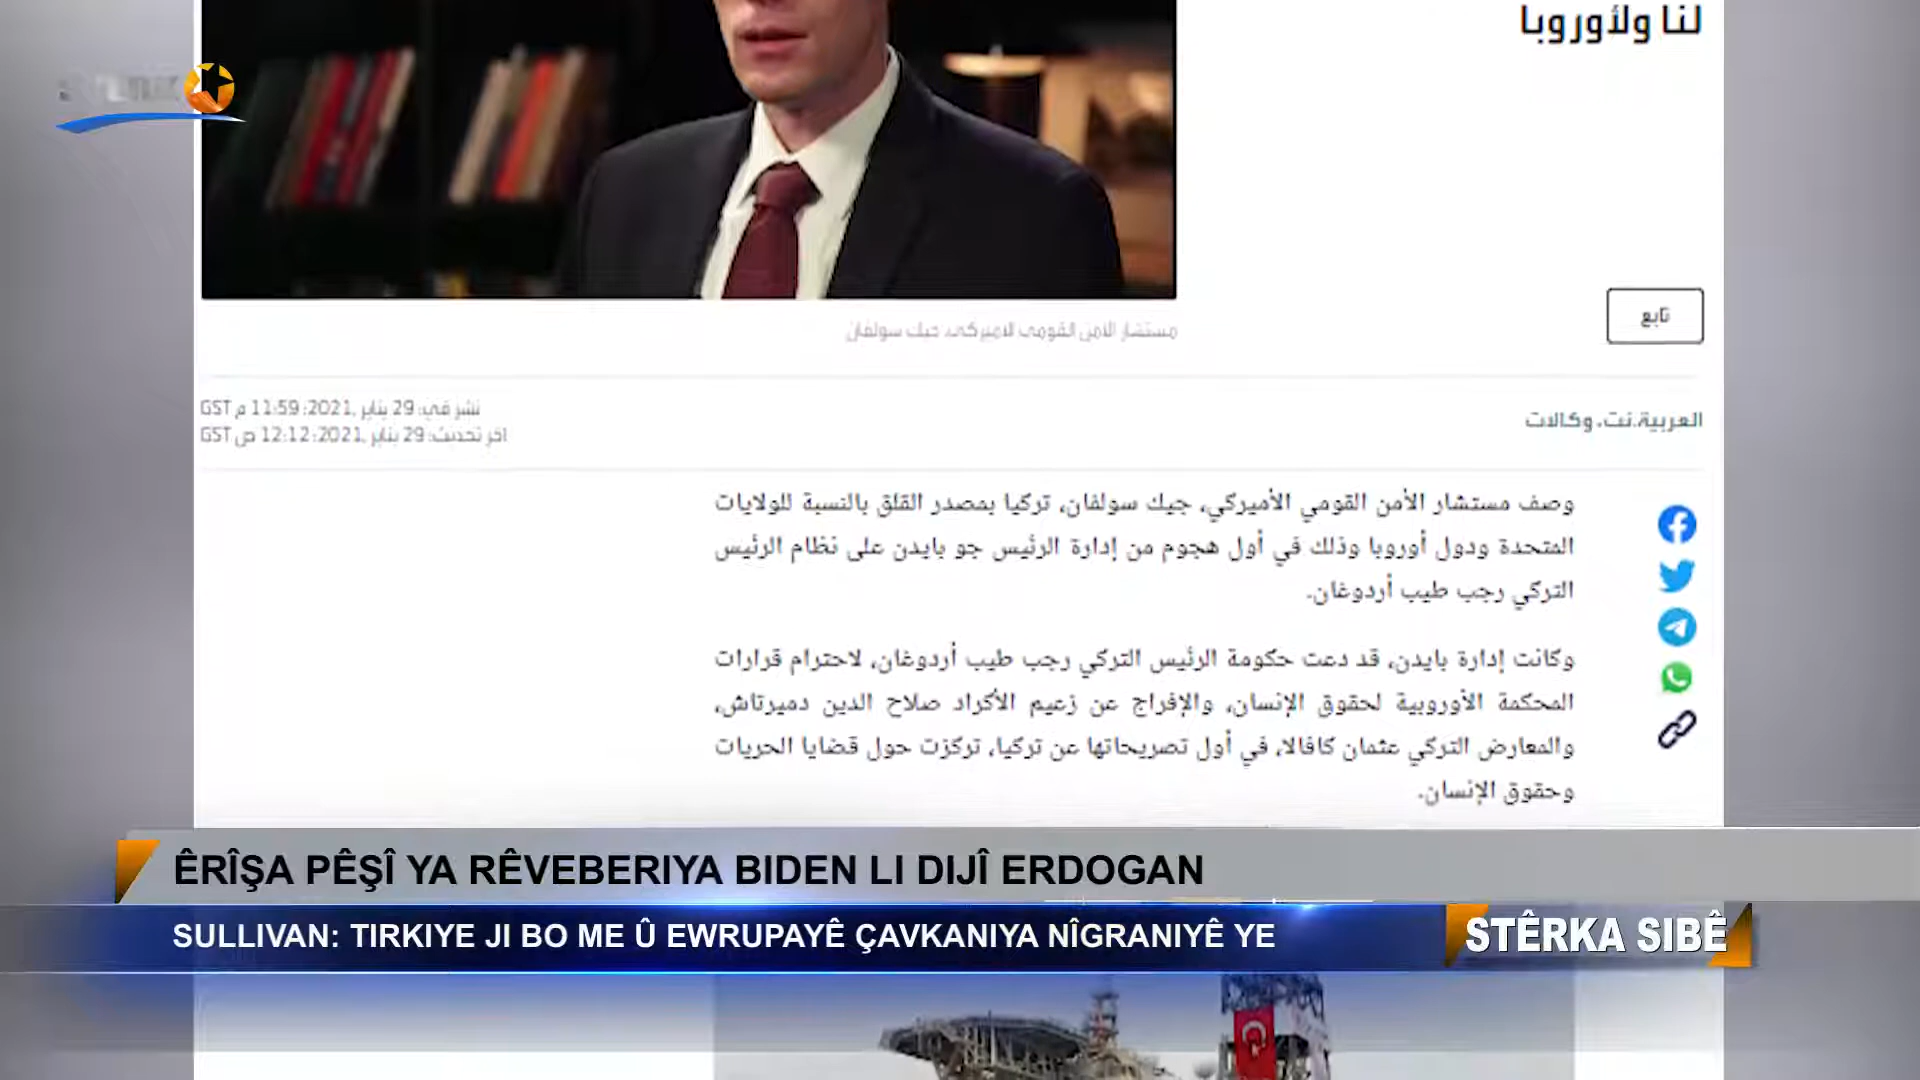 لنا ولأوروبا
مستشار الأمن القومي الأميركي، جيك سولفان
تابع
نشر في: 29 يناير ,2021: 11:59 م GST
آخر تحديث: 29 يناير ,2021: 12:12 ص GST
العربية.نت، وكالات
وصف مستشار الأمن القومي الأميركي، جيك سولفان، تركيا بمصدر القلق بالنسبة للولايات
المتحدة ودول أوروبا وذلك في أول هجوم من إدارة الرئيس جو بايدن على نظام الرئيس
التركي رجب طيب أردوغان.
وكانت إدارة بايدن، قد دعت حكومة الرئيس التركي رجب طيب أردوغان، لاحترام قرارات
المحكمة الأوروبية لحقوق الإنسان، والإفراج عن زعيم الأكراد صلاح الدين دميرتاش،
والمعارض التركي عثمان كافالا، في أول تصريحاتها عن تركيا، تركزت حول قضايا الحريات
وحقوق الإنسان.
ÊRÎŞA PÊŞÎ YA RÊVEBERIYA BIDEN LI DIJÎ ERDOGAN
SULLIVAN: TIRKIYE JI BO ME Û EWRUPAYÊ ÇAVKANIYA NÎGRANIYÊ YE
STÊRKA SIBÊ